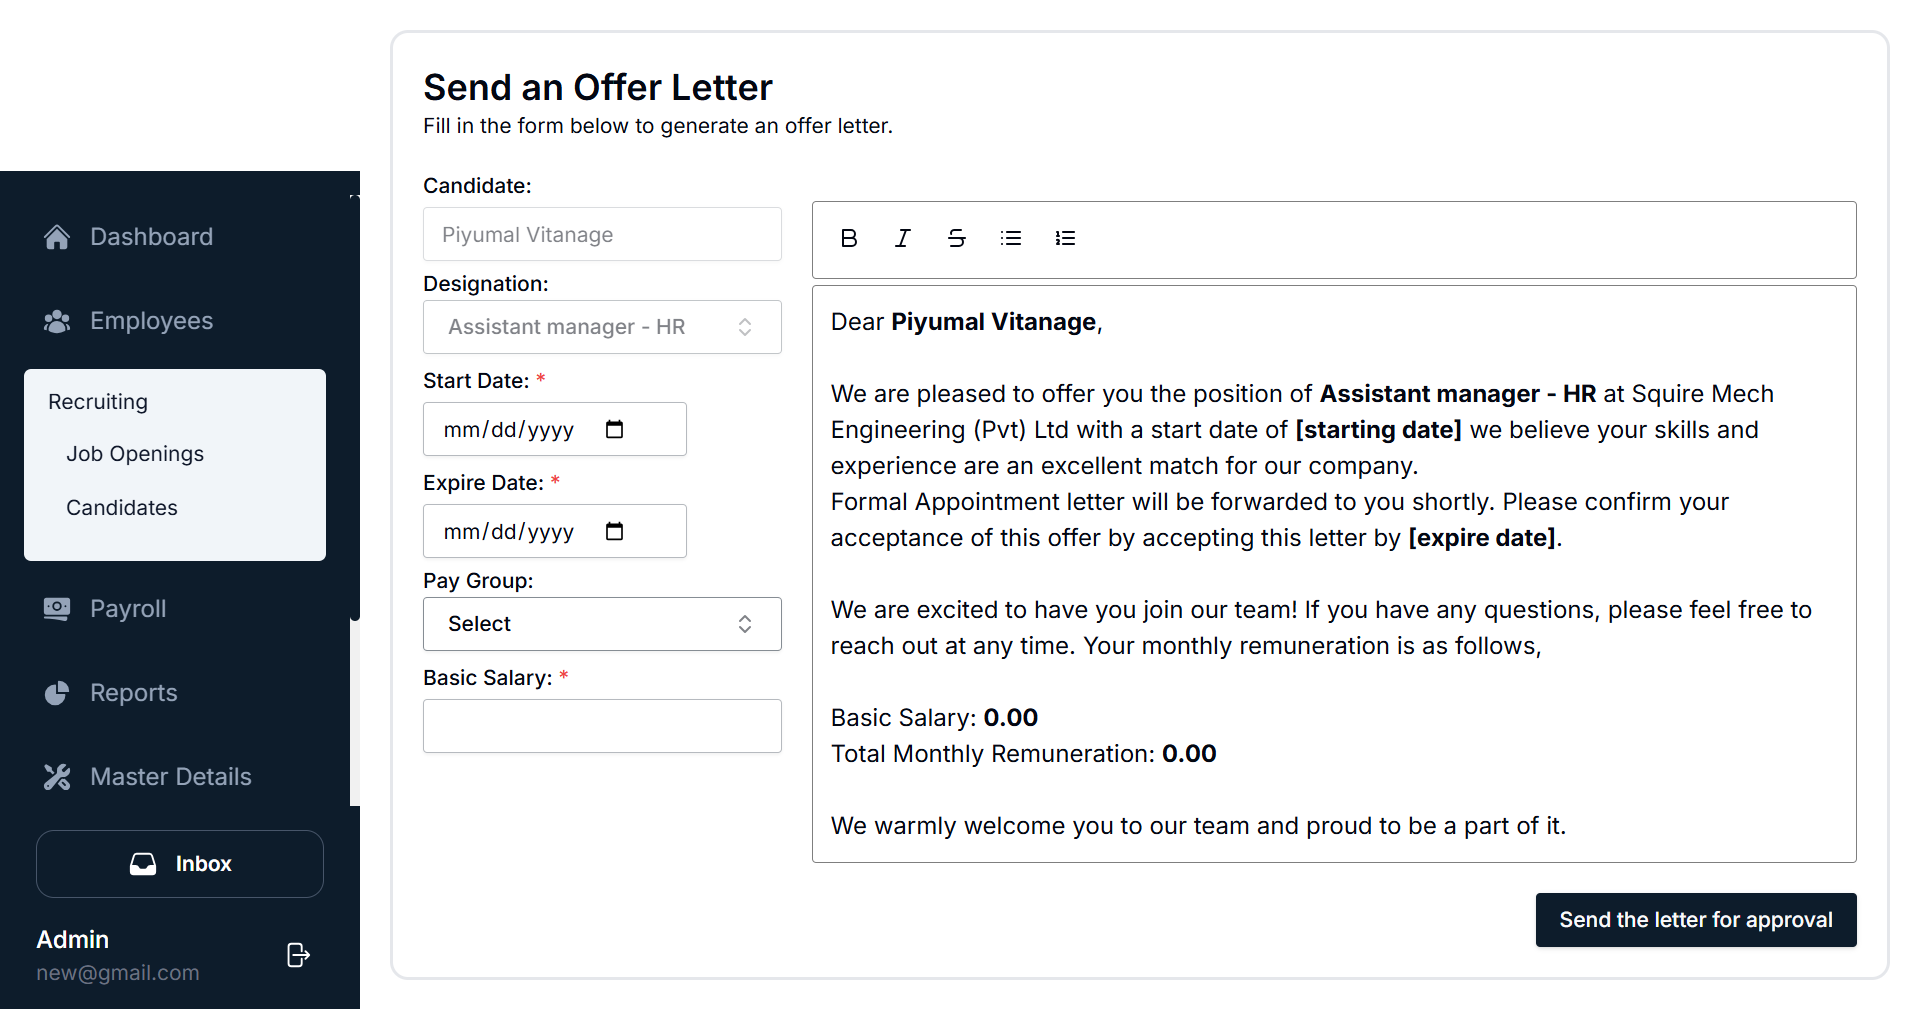 Dashboard
Employees
Recruiting
Job Openings
Candidates
Payroll
Reports
Master Details
Inbox
Admin
new@gmail.com
Send an Offer Letter
Fill in the form below to generate an offer letter.
Candidate:
Piyumal Vitanage
Designation:
Assistant manager - HR
Start Date: *
mm/dd/yyyy
Expire Date: *
mm/dd/yyyy
Pay Group:
Select
Basic Salary: *
Dear Piyumal Vitanage,
We are pleased to offer you the position of Assistant manager - HR at Squire Mech
Engineering (Pvt) Ltd with a start date of [starting date] we believe your skills and
experience are an excellent match for our company.
Formal Appointment letter will be forwarded to you shortly. Please confirm your
acceptance of this offer by accepting this letter by [expire date].
We are excited to have you join our team! If you have any questions, please feel free to
reach out at any time. Your monthly remuneration is as follows,
Basic Salary: 0.00
Total Monthly Remuneration: 0.00
We warmly welcome you to our team and proud to be a part of it.
Send the letter for approval